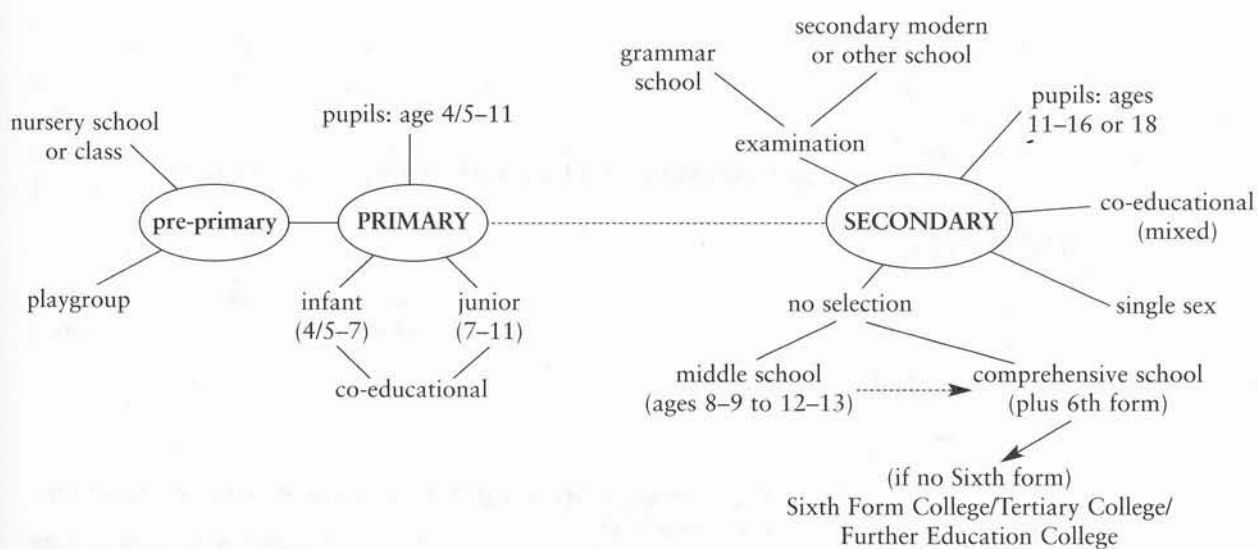 nursery school
or class
pre-primary
playgroup
pupils: age 4/5–11
PRIMARY
infant
(4/5–7)
junior
(7–11)
co-educational
grammar
school
secondary modern
or other school
examination
pupils: ages
11–16 or 18
SECONDARY
co-educational
(mixed)
single sex
no selection
middle school
(ages 8–9 to 12–13)
comprehensive school
(plus 6th form)
(if no Sixth form)
Sixth Form College/Tertiary College/
Further Education College